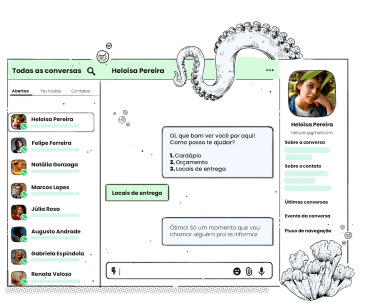 Todas as conversas
Heloísa Pereira
Abertas
Fechadas
Contatos
Heloísa Pereira
Felipe Ferreira
Natália Gonzaga
Marcos Lopes
Júlia Rosa
Augusto Andrade
Gabriela Espíndola
Renata Veloso
Oi, que bom ver você por aqui!
Como posso te ajudar?
1. Cardápio
2. Orçamento
3. Locais de entrega
Locais de entrega
Ótimo! Só um momento que vou
chamar alguém pra te informar
Heloísa Pereira
Sobre a conversa
Sobre o contato
Últimas conversas
Evento da conversa
Fluxo de navegação